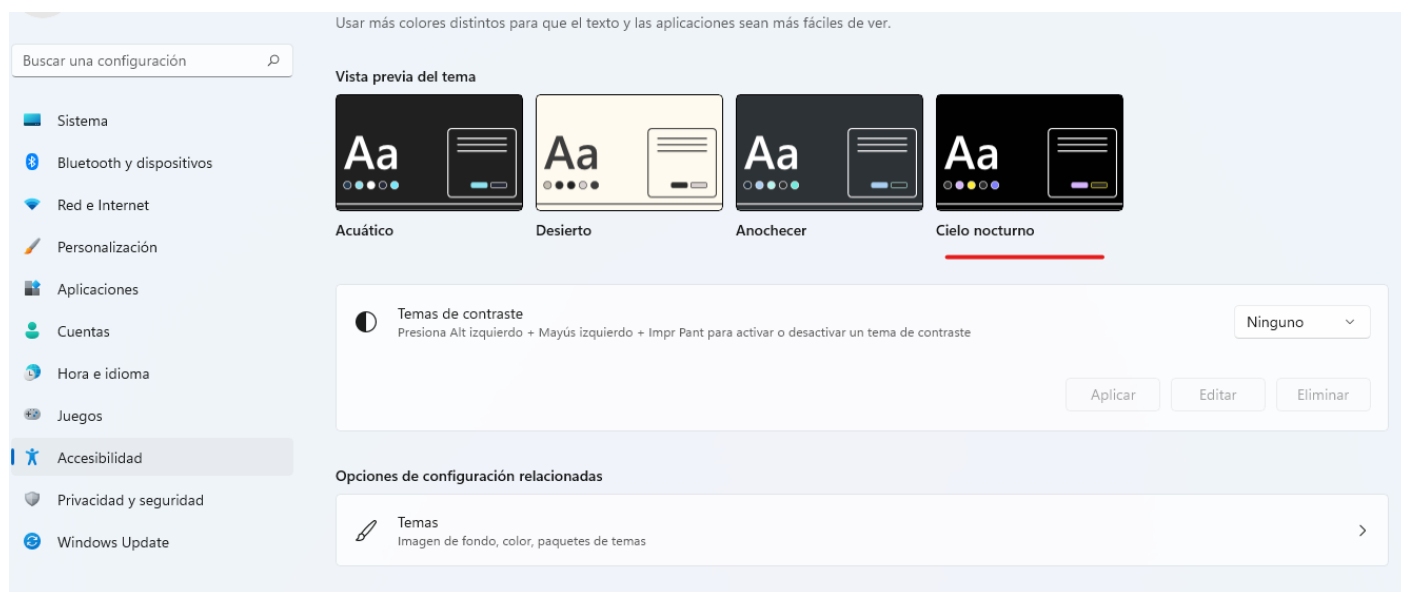 Usar más colores distintos para que el texto y las aplicaciones sean más fáciles de ver.
Buscar una configuración
Sistema
Bluetooth y dispositivos
Red e Internet
Personalización
Aplicaciones
Cuentas
Hora e idioma
Juegos
Accesibilidad
Privacidad y seguridad
Windows Update
Vista previa del tema
Aa
Aa
Aa
Aa
Acuático
Desierto
Anochecer
Cielo nocturno
Temas de contraste
Presiona Alt izquierdo + Mayús izquierdo + Impr Pant para activar o desactivar un tema de contraste
Ninguno
Aplicar
Editar
Eliminar
Opciones de configuración relacionadas
Temas
Imagen de fondo, color, paquetes de temas